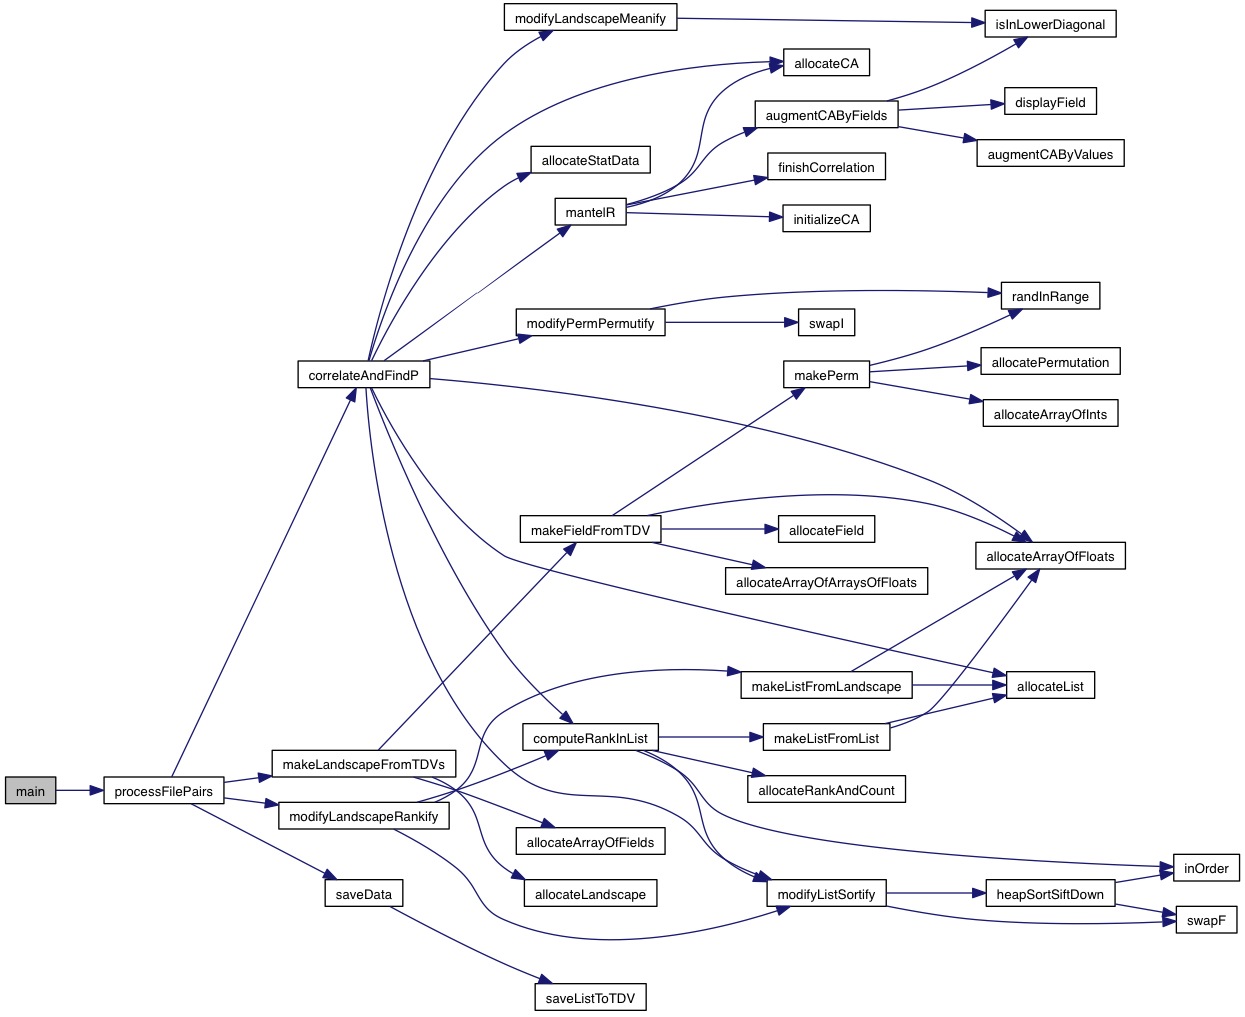 modifyLandscapeMeanify
isInLowerDiagonal
allocateCA
displayField
augmentCAByFields
augmentCAByValues
allocateStatData
finishCorrelation
mantelR
initializeCA
randInRange
modifyPermPermutify
swapI
allocatePermutation
makePerm
correlateAndFindP
allocateArrayOfInts
makeFieldFromTDV
allocateField
allocateArrayOfFloats
allocateArrayOfArraysOfFloats
makeListFromLandscape
allocateList
computeRankInList
makeListFromList
makeLandscapeFromTDVs
main
processFilePairs
allocateRankAndCount
modifyLandscapeRankify
allocateArrayOfFields
inOrder
saveData
allocateLandscape
modifyListSortify
heapSortSiftDown
swapF
saveListToTDV